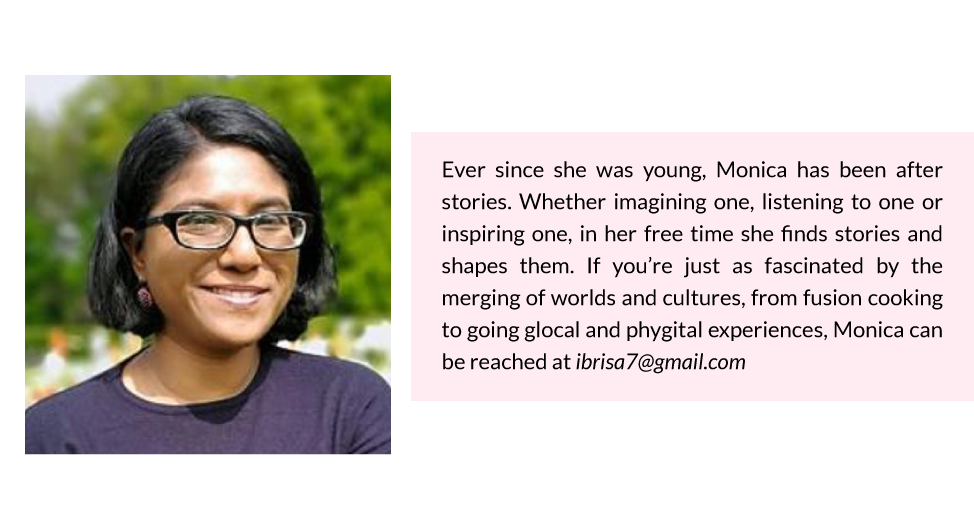 Ever since she was young, Monica has been after
stories. Whether imagining one, listening to one or
inspiring one, in her free time she finds stories and
shapes them. If you’re just as fascinated by the
merging of worlds and cultures, from fusion cooking
to going glocal and phygital experiences, Monica can
be reached at ibrisa7@gmail.com